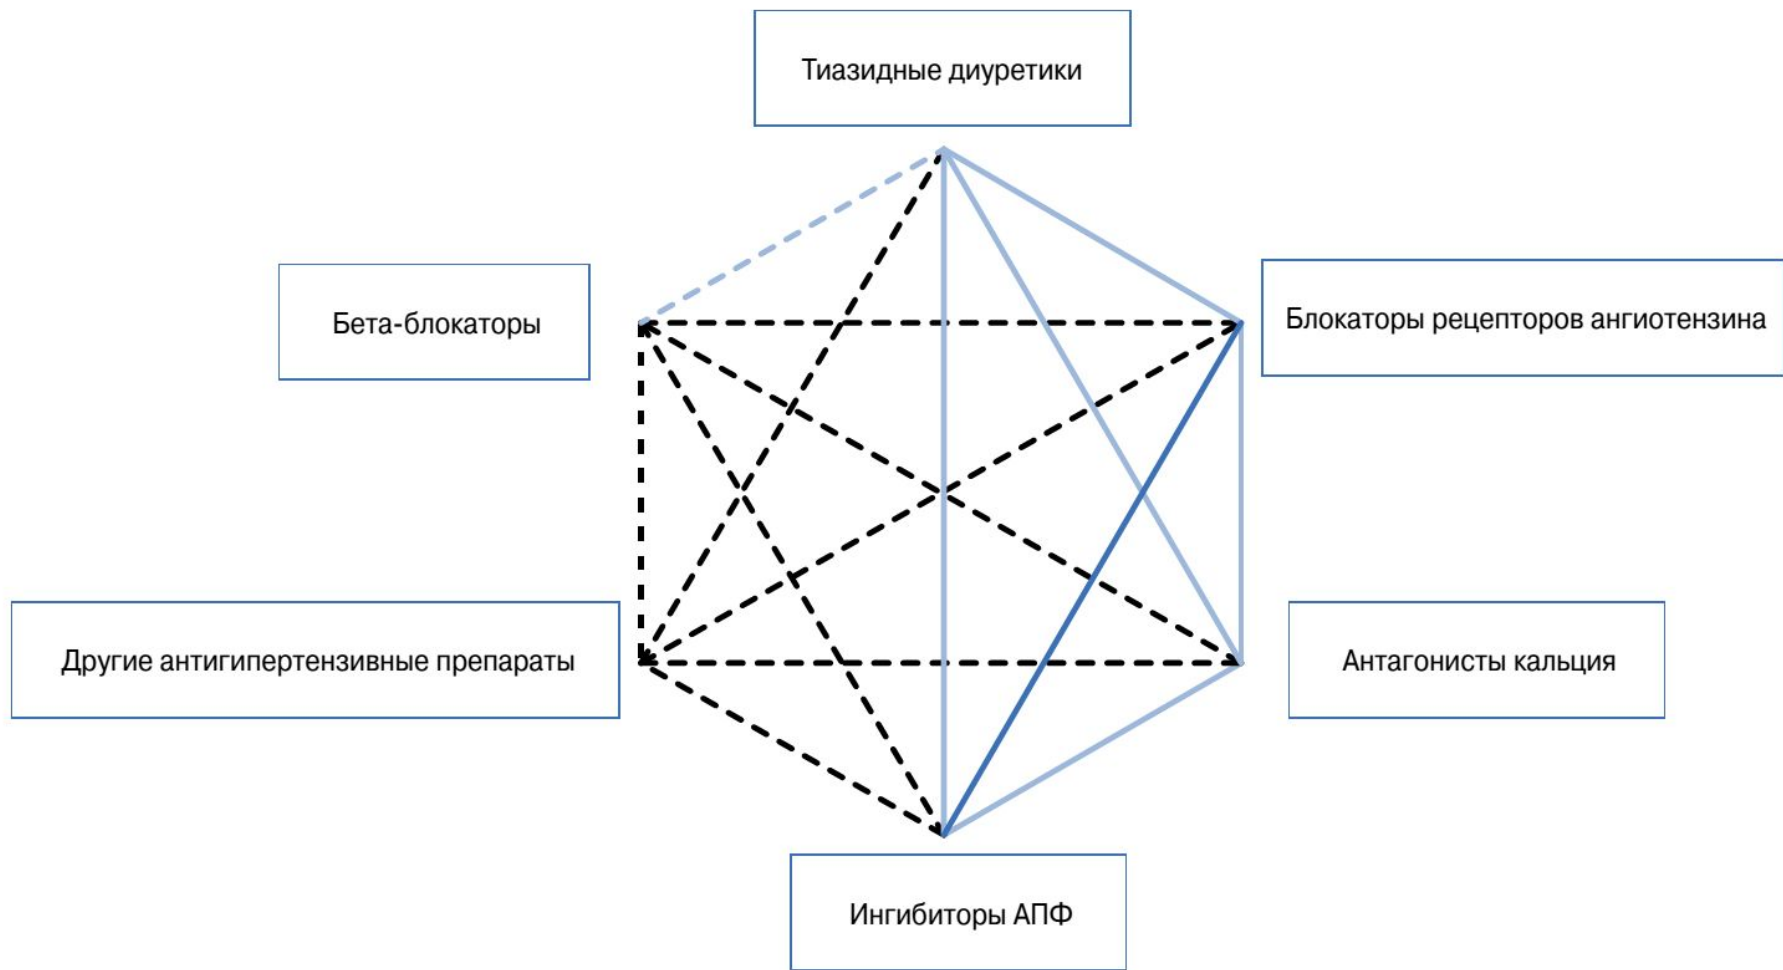 Тиазидные диуретики
Бета-блокаторы
Блокаторы рецепторов ангиотензина
Другие антигипертензивные препараты
Антагонисты кальция
Ингибиторы АПФ